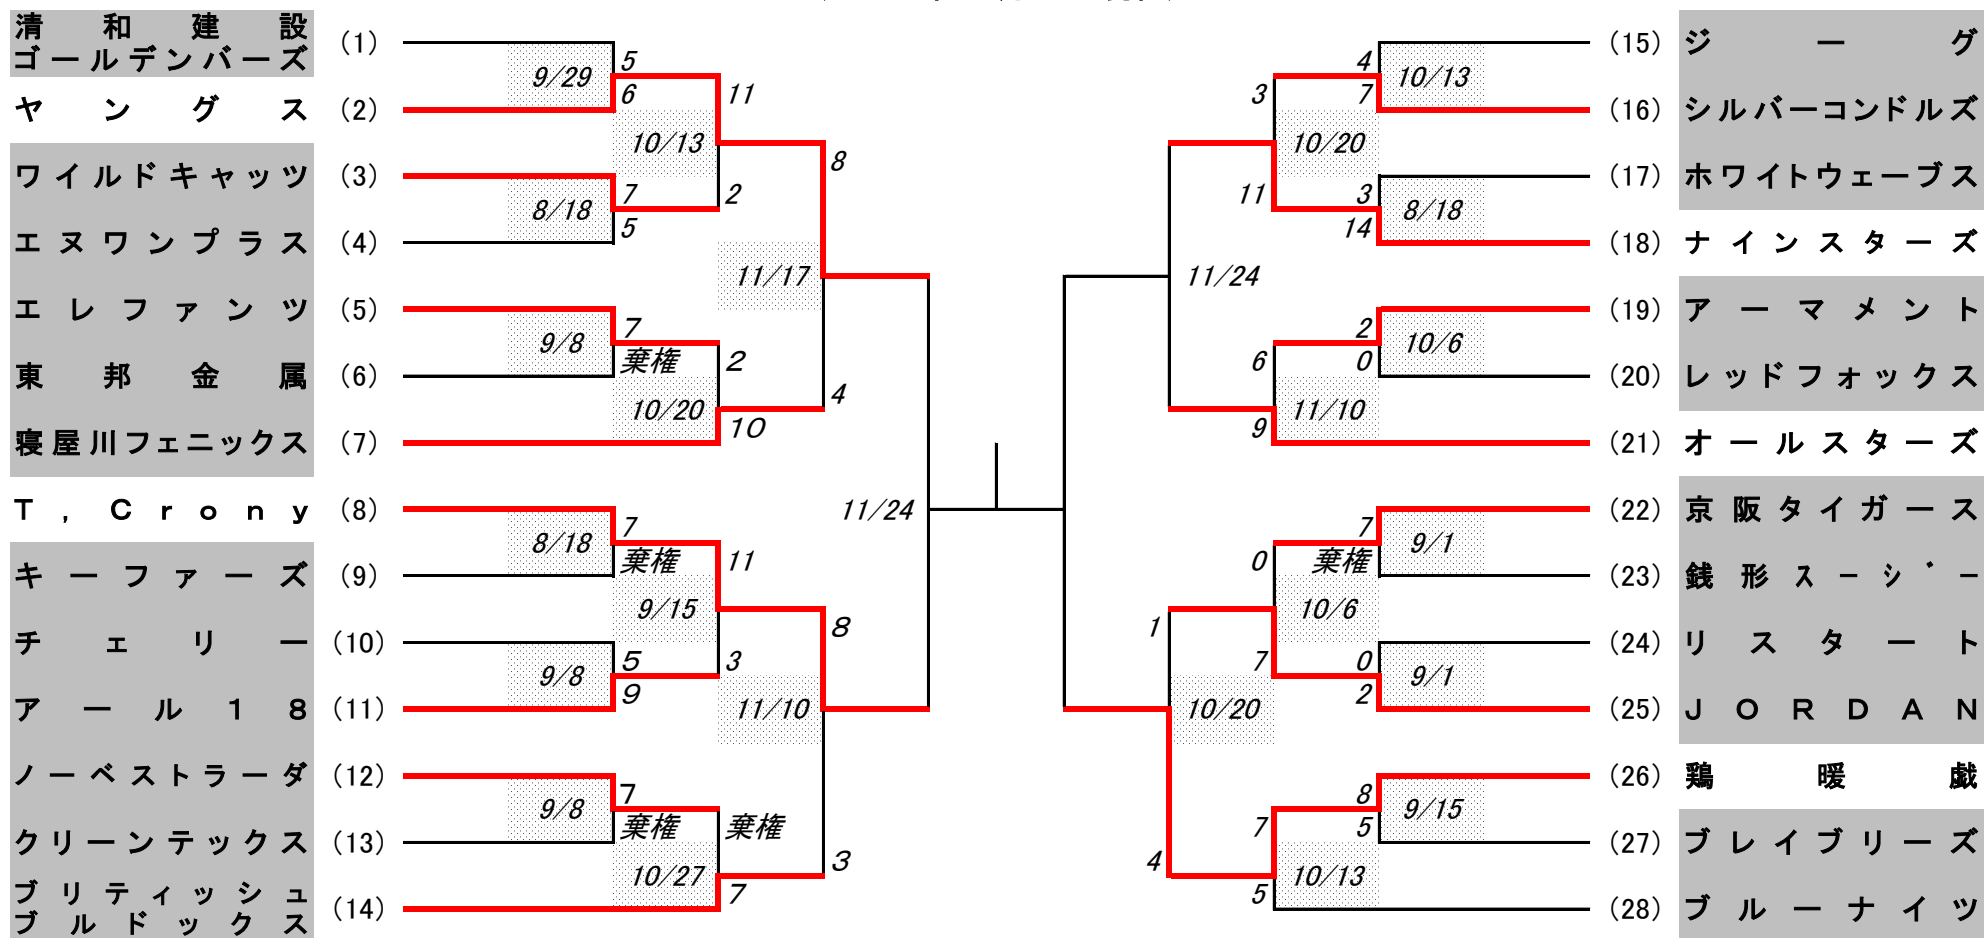 清和建設
ゴールデンバーズ
(1)
ヤングス
(2)
ワイルドキャッツ
(3)
エヌワンプラス
(4)
エレファンツ
(5)
東邦金属
(6)
寝屋川フェニックス
(7)
T,Crony
(8)
キーファーズ
(9)
チェリー
(10)
アール18
(11)
ノーベストラーダ
(12)
クリーンテックス
(13)
ブリティッシュ
ブルドックス
(14)
9/29
5
6
8/18
7
5
9/8
7
棄権
8/18
7
棄権
9/8
5
9
9/8
7
棄権
10/13
11
2
10/20
2
10
9/15
11
3
10/27
棄権
7
11/17
8
4
11/10
8
3
11/24
11/24
3
11
10/20
6
9
11/10
1
4
10/20
0
7
10/6
7
5
10/13
4
7
10/13
3
14
8/18
2
0
10/6
7
棄権
9/1
0
2
9/1
8
5
9/15
(15)
ジーグ
(16)
シルバーコンドルズ
(17)
ホワイトウェーブス
(18)
ナインスターズ
(19)
アーマメント
(20)
レッドフォックス
(21)
オールスターズ
(22)
京阪タイガース
(23)
銭形スーシ゛ー
(24)
リスタート
(25)
JORDAN
(26)
鶏暖戯
(27)
ブレイブリーズ
(28)
ブルーナイツ